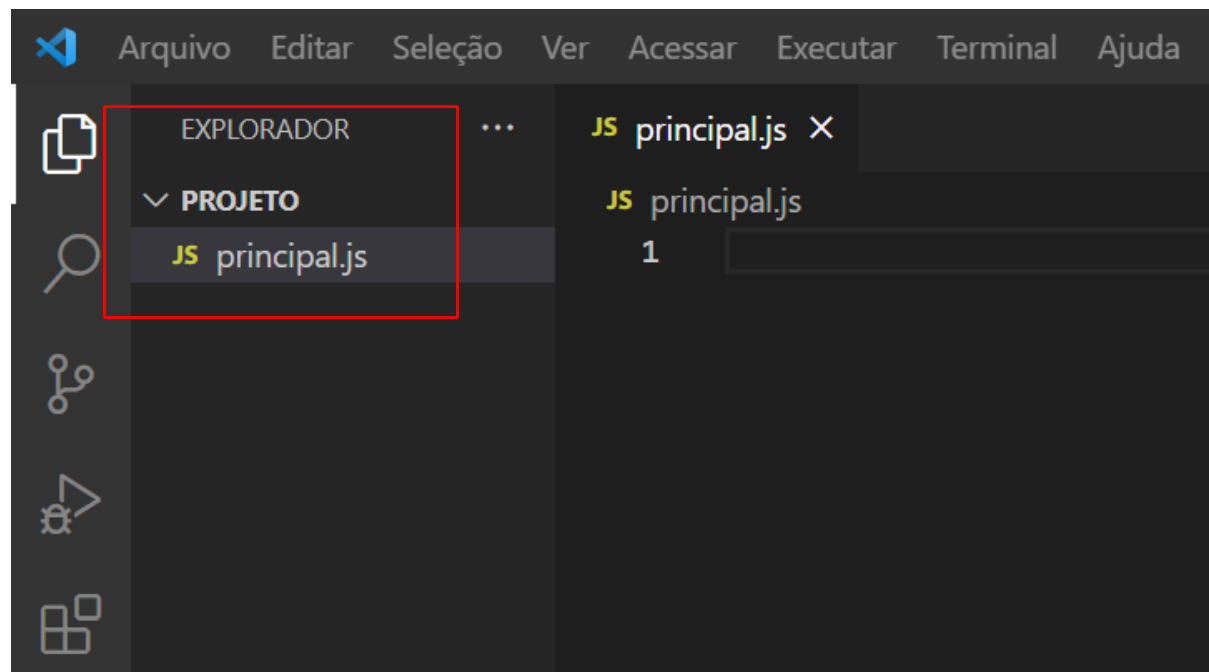 Arquivo Editar Seleção Ver Acessar Executar Terminal Ajuda
EXPLORADOR ...
PROJETO
JS principal.js
JS principal.js
JS principal.js
1